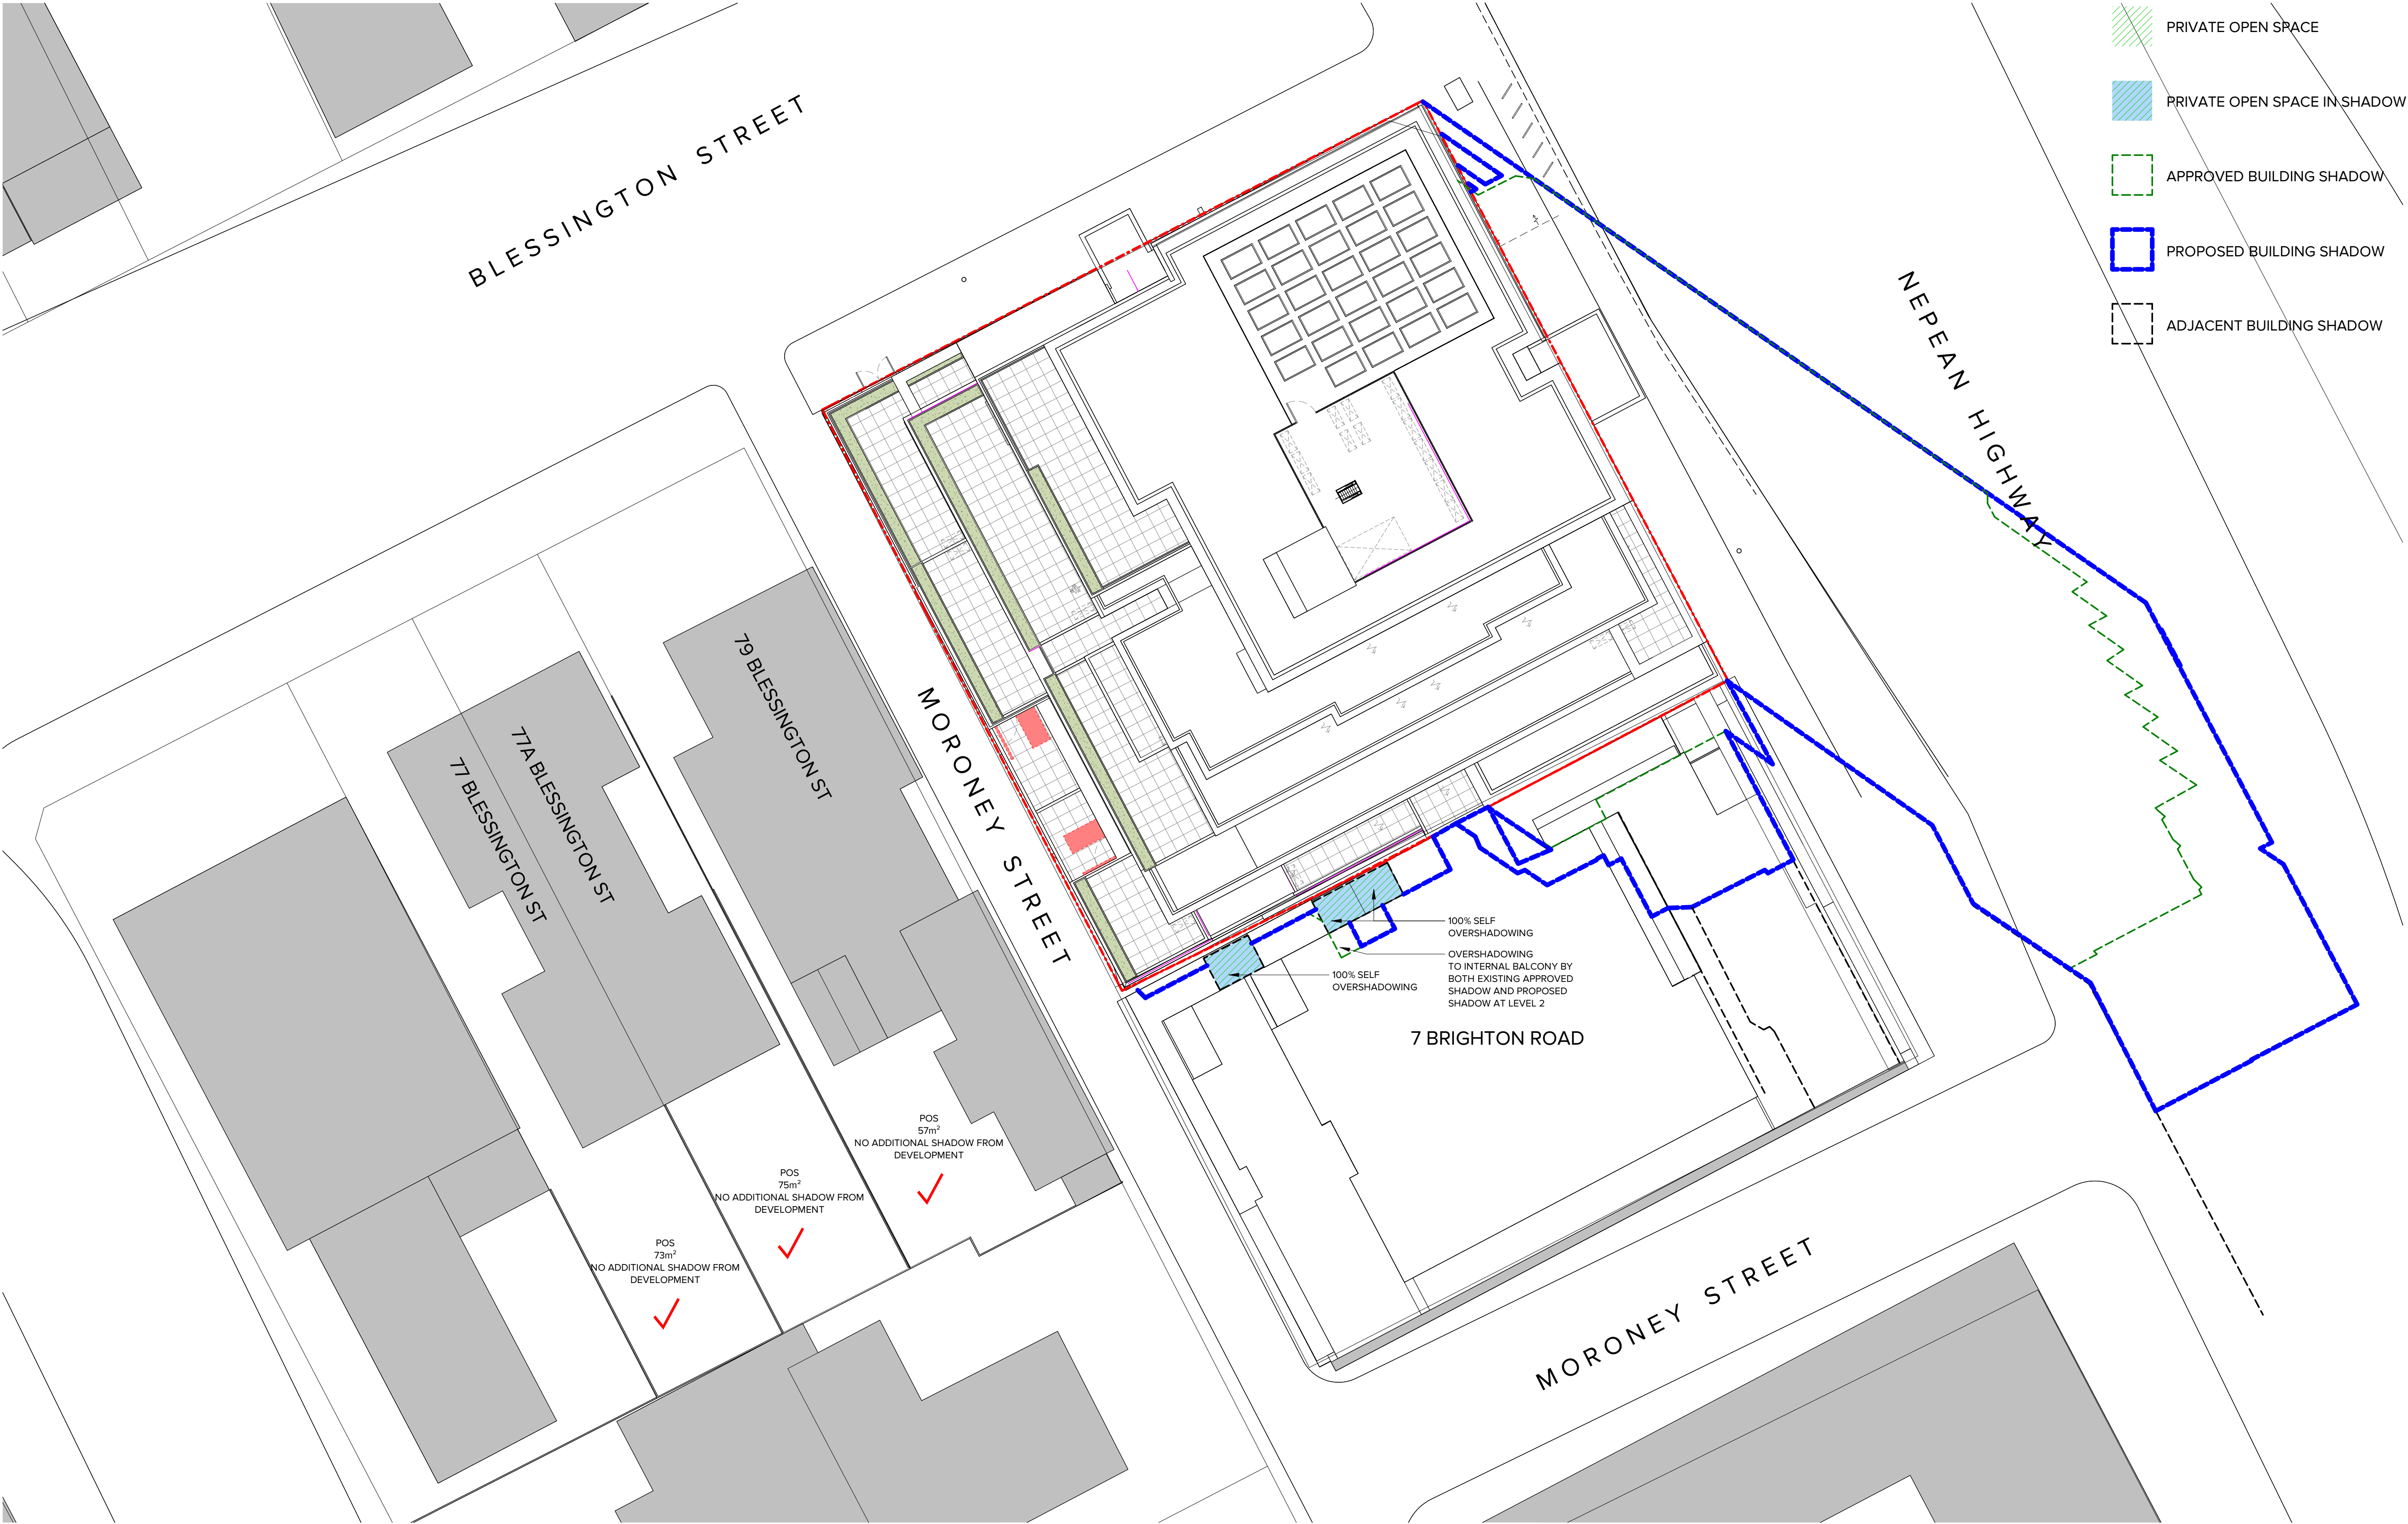 PRIVATE OPEN SPACE
PRIVATE OPEN SPACE IN SHADOW
APPROVED BUILDING SHADOW
PROPOSED BUILDING SHADOW
ADJACENT BUILDING SHADOW
BLESSINGTON STREET
NEPEAN HIGHWAY
MORONEY STREET
79 BLESSINGTON ST
77A BLESSINGTON ST
77 BLESSINGTON ST
100% SELF
OVERSHADOWING
OVERSHADOWING
TO INTERNAL BALCONY BY
BOTH EXISTING APPROVED
SHADOW AND PROPOSED
SHADOW AT LEVEL 2
100% SELF
OVERSHADOWING
7 BRIGHTON ROAD
POS
57m²
NO ADDITIONAL SHADOW FROM
DEVELOPMENT
POS
75m²
NO ADDITIONAL SHADOW FROM
DEVELOPMENT
POS
73m²
NO ADDITIONAL SHADOW FROM
DEVELOPMENT
MORONEY STREET